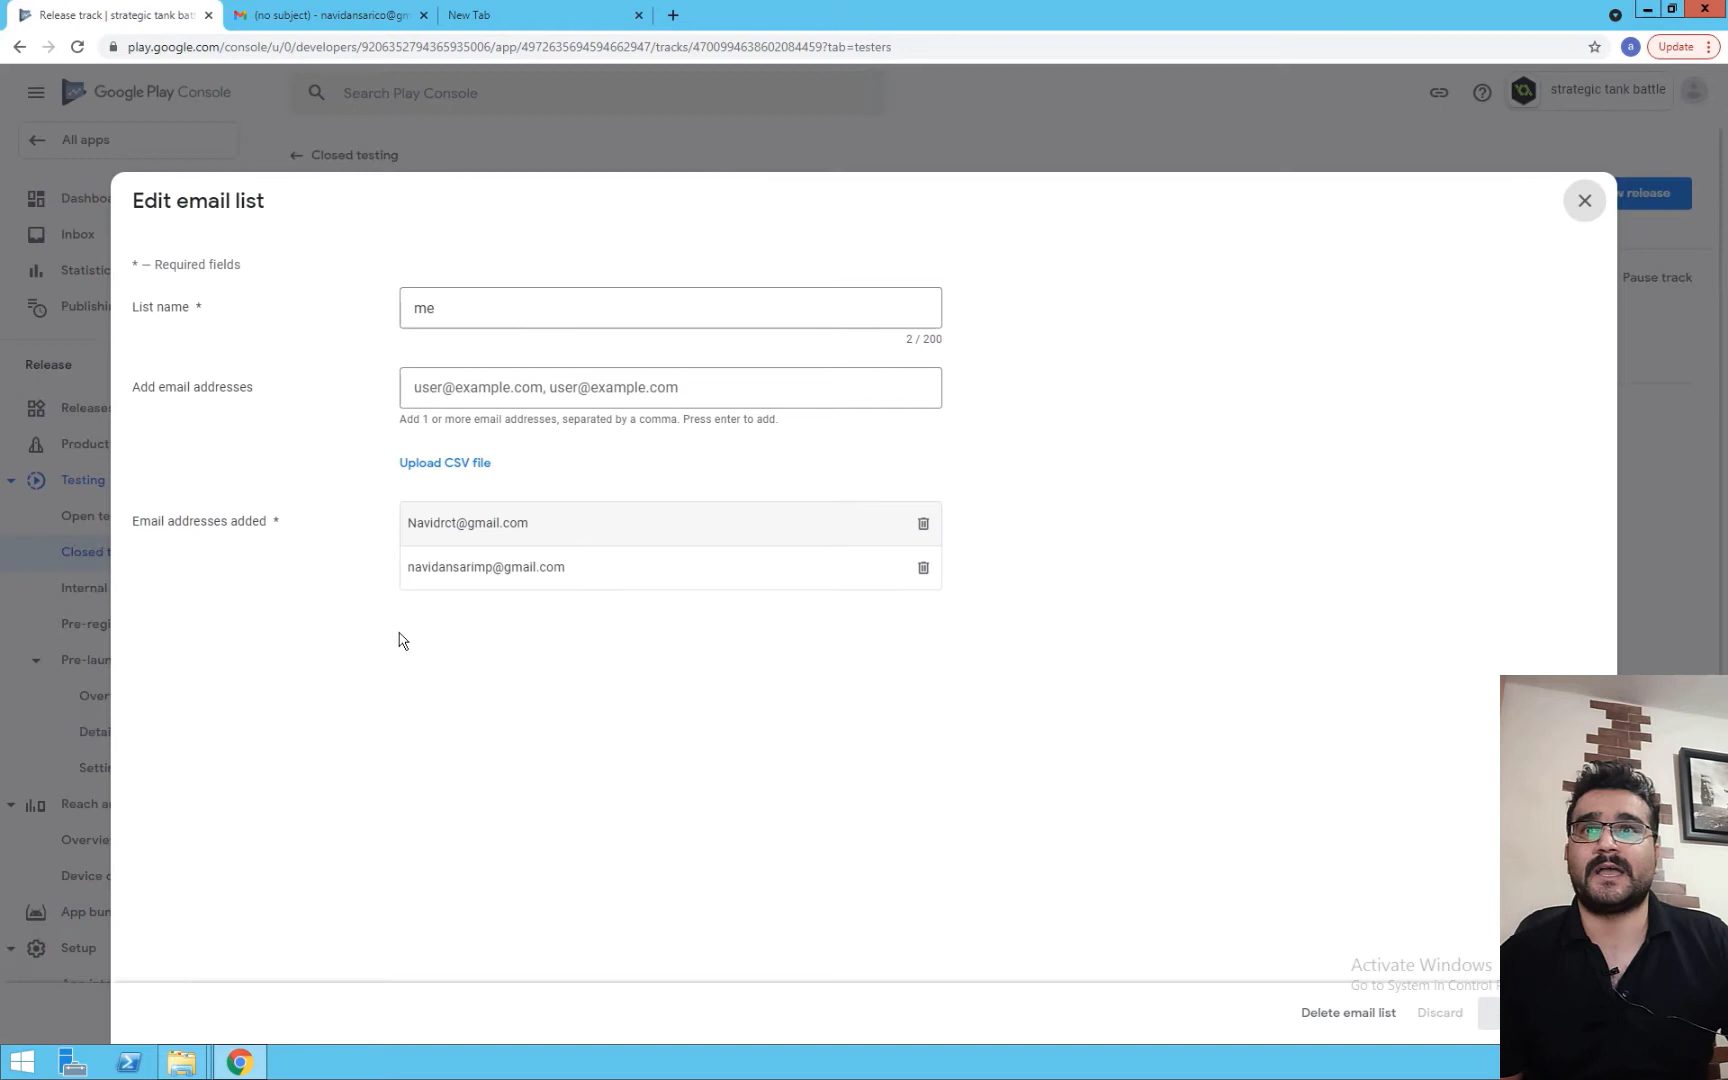 Release track | strategic tank batt
(no subject) - navidansarico@gm
New Tab
play.google.com/console/u/0/developers/9206352794365935006/app/4972635694594662947/tracks/4700994638602084459?tab=testers
a
Update
Google Play Console
Search Play Console
strategic tank battle
All apps
Closed testing
Dashboa
Edit email list
w release
Inbox
Statistic
* — Required fields
Pause track
Publishi
List name *
me
2 / 200
Release
Add email addresses
user@example.com, user@example.com
Releas
Add 1 or more email addresses, separated by a comma. Press enter to add.
Product
Upload CSV file
Testing
Open te
Email addresses added *
Navidrct@gmail.com
Closed t
navidansarimp@gmail.com
Internal
Pre-regi
Pre-laun
Over
Detai
Settin
Reach a
Overvie
Device c
App bun
Setup
Activate Windows
Go to System in Control P
Delete email list
Discard